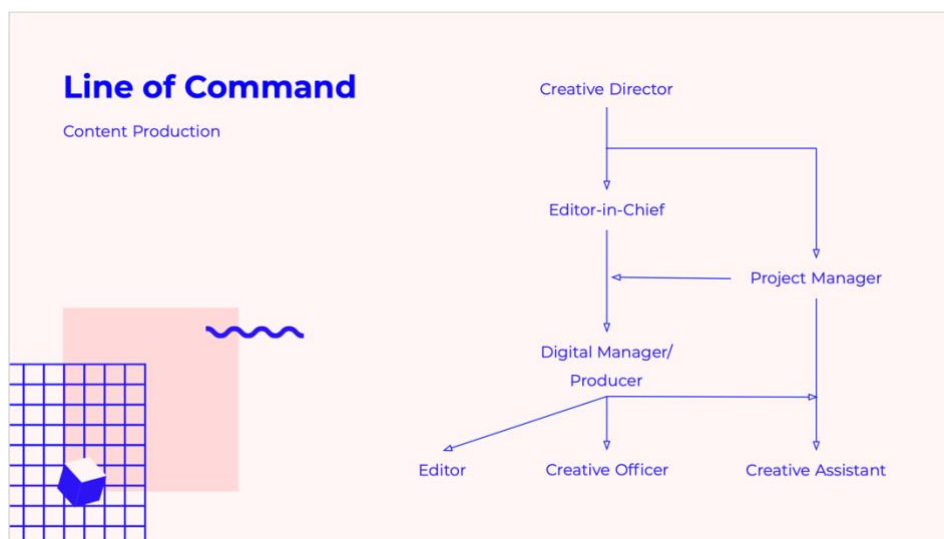 Line of Command
Content Production
Creative Director
Editor-in-Chief
Project Manager
Digital Manager/
Producer
Editor
Creative Officer
Creative Assistant